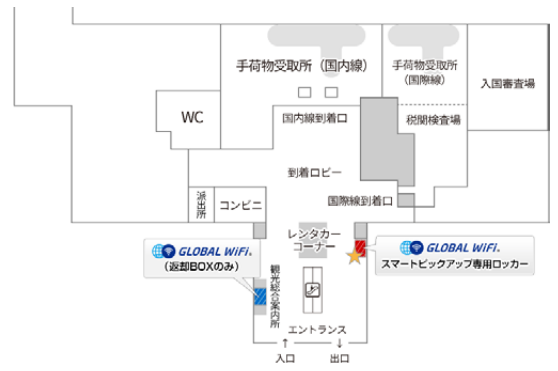 手荷物受取所（国内線）
手荷物受取所
（国際線）
入国審査場
WC
国内線到着口
税関検査場
到着ロビー
国際線到着口
派出所
コンビニ
レンタカー
コーナー
GLOBAL WiFi®
（返却BOXのみ）
GLOBAL WiFi®
スマートピックアップ専用ロッカー
観光総合案内所
エントランス
↑ ↓
入口 出口